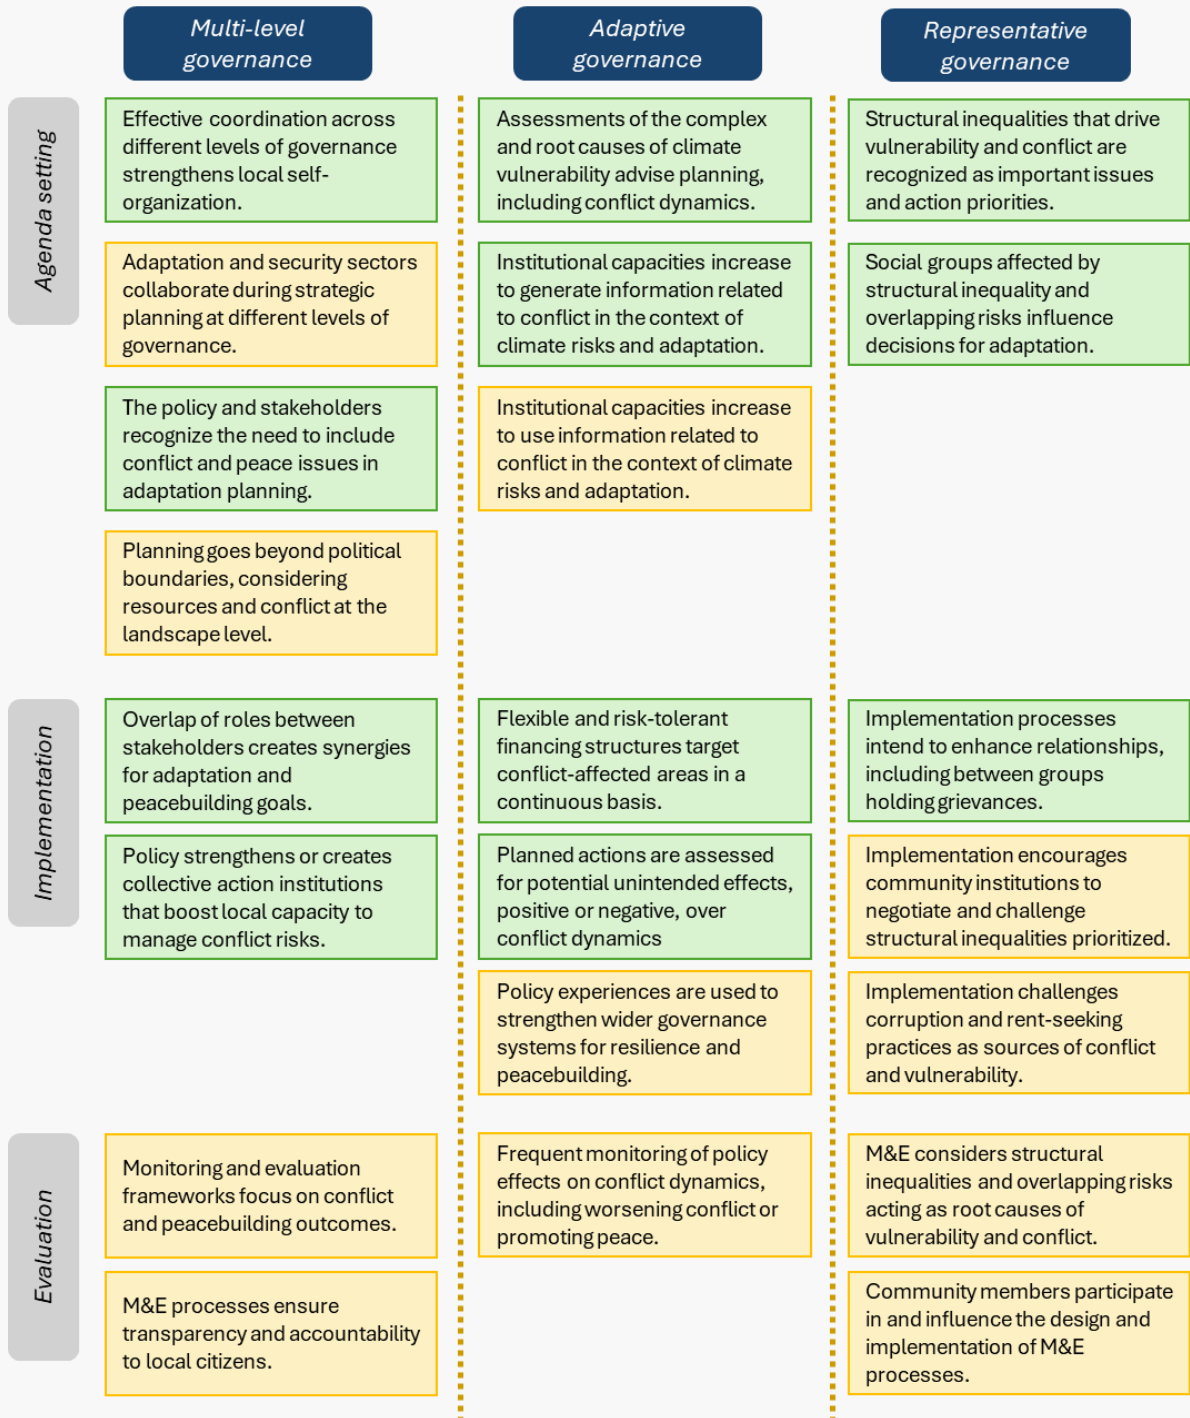 Multi-level
governance
Adaptive
governance
Representative
governance
Agenda setting
Effective coordination across
different levels of governance
strengthens local self-
organization.
Adaptation and security sectors
collaborate during strategic
planning at different levels of
governance.
The policy and stakeholders
recognize the need to include
conflict and peace issues in
adaptation planning.
Planning goes beyond political
boundaries, considering
resources and conflict at the
landscape level.
Assessments of the complex
and root causes of climate
vulnerability advise planning,
including conflict dynamics.
Institutional capacities increase
to generate information related
to conflict in the context of
climate risks and adaptation.
Institutional capacities increase
to use information related to
conflict in the context of climate
risks and adaptation.
Structural inequalities that drive
vulnerability and conflict are
recognized as important issues
and action priorities.
Social groups affected by
structural inequality and
overlapping risks influence
decisions for adaptation.
Implementation
Overlap of roles between
stakeholders creates synergies
for adaptation and
peacebuilding goals.
Policy strengthens or creates
collective action institutions
that boost local capacity to
manage conflict risks.
Flexible and risk-tolerant
financing structures target
conflict-affected areas in a
continuous basis.
Planned actions are assessed
for potential unintended effects,
positive or negative, over
conflict dynamics
Policy experiences are used to
strengthen wider governance
systems for resilience and
peacebuilding.
Implementation processes
intend to enhance relationships,
including between groups
holding grievances.
Implementation encourages
community institutions to
negotiate and challenge
structural inequalities prioritized.
Implementation challenges
corruption and rent-seeking
practices as sources of conflict
and vulnerability.
Evaluation
Monitoring and evaluation
frameworks focus on conflict
and peacebuilding outcomes.
M&E processes ensure
transparency and accountability
to local citizens.
Frequent monitoring of policy
effects on conflict dynamics,
including worsening conflict or
promoting peace.
M&E considers structural
inequalities and overlapping risks
acting as root causes of
vulnerability and conflict.
Community members participate
in and influence the design and
implementation of M&E
processes.